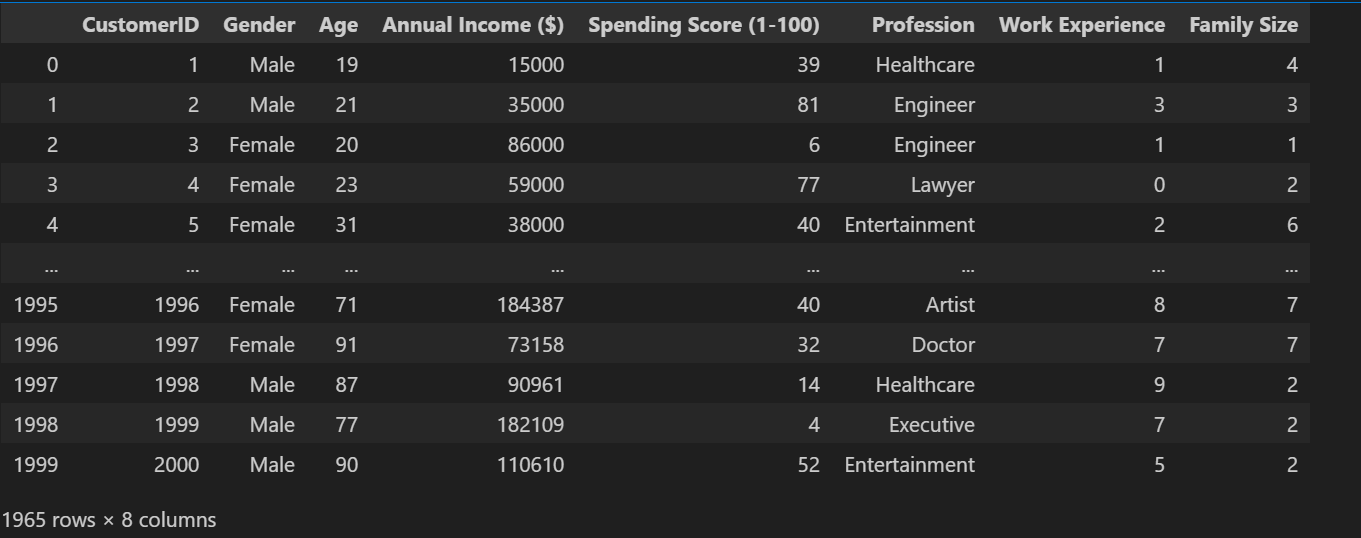 CustomerID Gender Age Annual Income ($) Spending Score (1-100) Profession Work Experience Family Size
0 1 Male 19 15000 39 Healthcare 1 4
1 2 Male 21 35000 81 Engineer 3 3
2 3 Female 20 86000 6 Engineer 1 1
3 4 Female 23 59000 77 Lawyer 0 2
4 5 Female 31 38000 40 Entertainment 2 6
... ... ... ... ... ... ... ... ...
1995 1996 Female 71 184387 40 Artist 8 7
1996 1997 Female 91 73158 32 Doctor 7 7
1997 1998 Male 87 90961 14 Healthcare 9 2
1998 1999 Male 77 182109 4 Executive 7 2
1999 2000 Male 90 110610 52 Entertainment 5 2
1965 rows × 8 columns